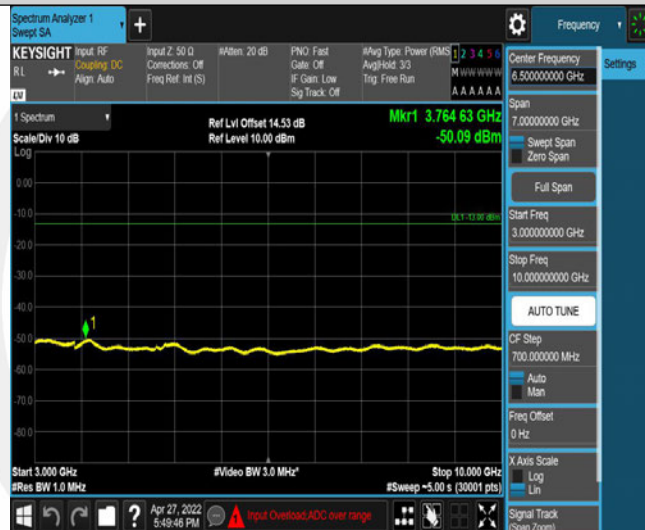 Spectrum Analyzer 1
Swept SA
+
Frequency
KEYSIGHT
R L
LXI
Input: RF
Coupling: DC
Align: Auto
Input Z: 50 Ω
Corrections: Off
Freq Ref: Int (S)
#Atten: 20 dB
PNO: Fast
Gate: Off
IF Gain: Low
Sig Track: Off
#Avg Type: Power (RMS
Avg|Hold: 3/3
Trig: Free Run
1 2 3 4 5 6
M W W W W W
A A A A A A
1 Spectrum
Scale/Div 10 dB
Ref Lvl Offset 14.53 dB
Ref Level 10.00 dBm
Mkr1 3.764 63 GHz
-50.09 dBm
Log
0.00
-10.0
DL1 -13.00 dBm
-20.0
-30.0
-40.0
1
-50.0
-60.0
-70.0
-80.0
Start 3.000 GHz
#Res BW 1.0 MHz
#Video BW 3.0 MHz*
Stop 10.000 GHz
#Sweep ~5.00 s (30001 pts)
?
Apr 27, 2022
5:49:46 PM
Input Overload;ADC over range
Center Frequency
6.500000000 GHz
Settings
Span
7.00000000 GHz
Swept Span
Zero Span
Full Span
Start Freq
3.000000000 GHz
Stop Freq
10.000000000 GHz
AUTO TUNE
CF Step
700.000000 MHz
Auto
Man
Freq Offset
0 Hz
X Axis Scale
Log
Lin
Signal Track
(Span Zoom)